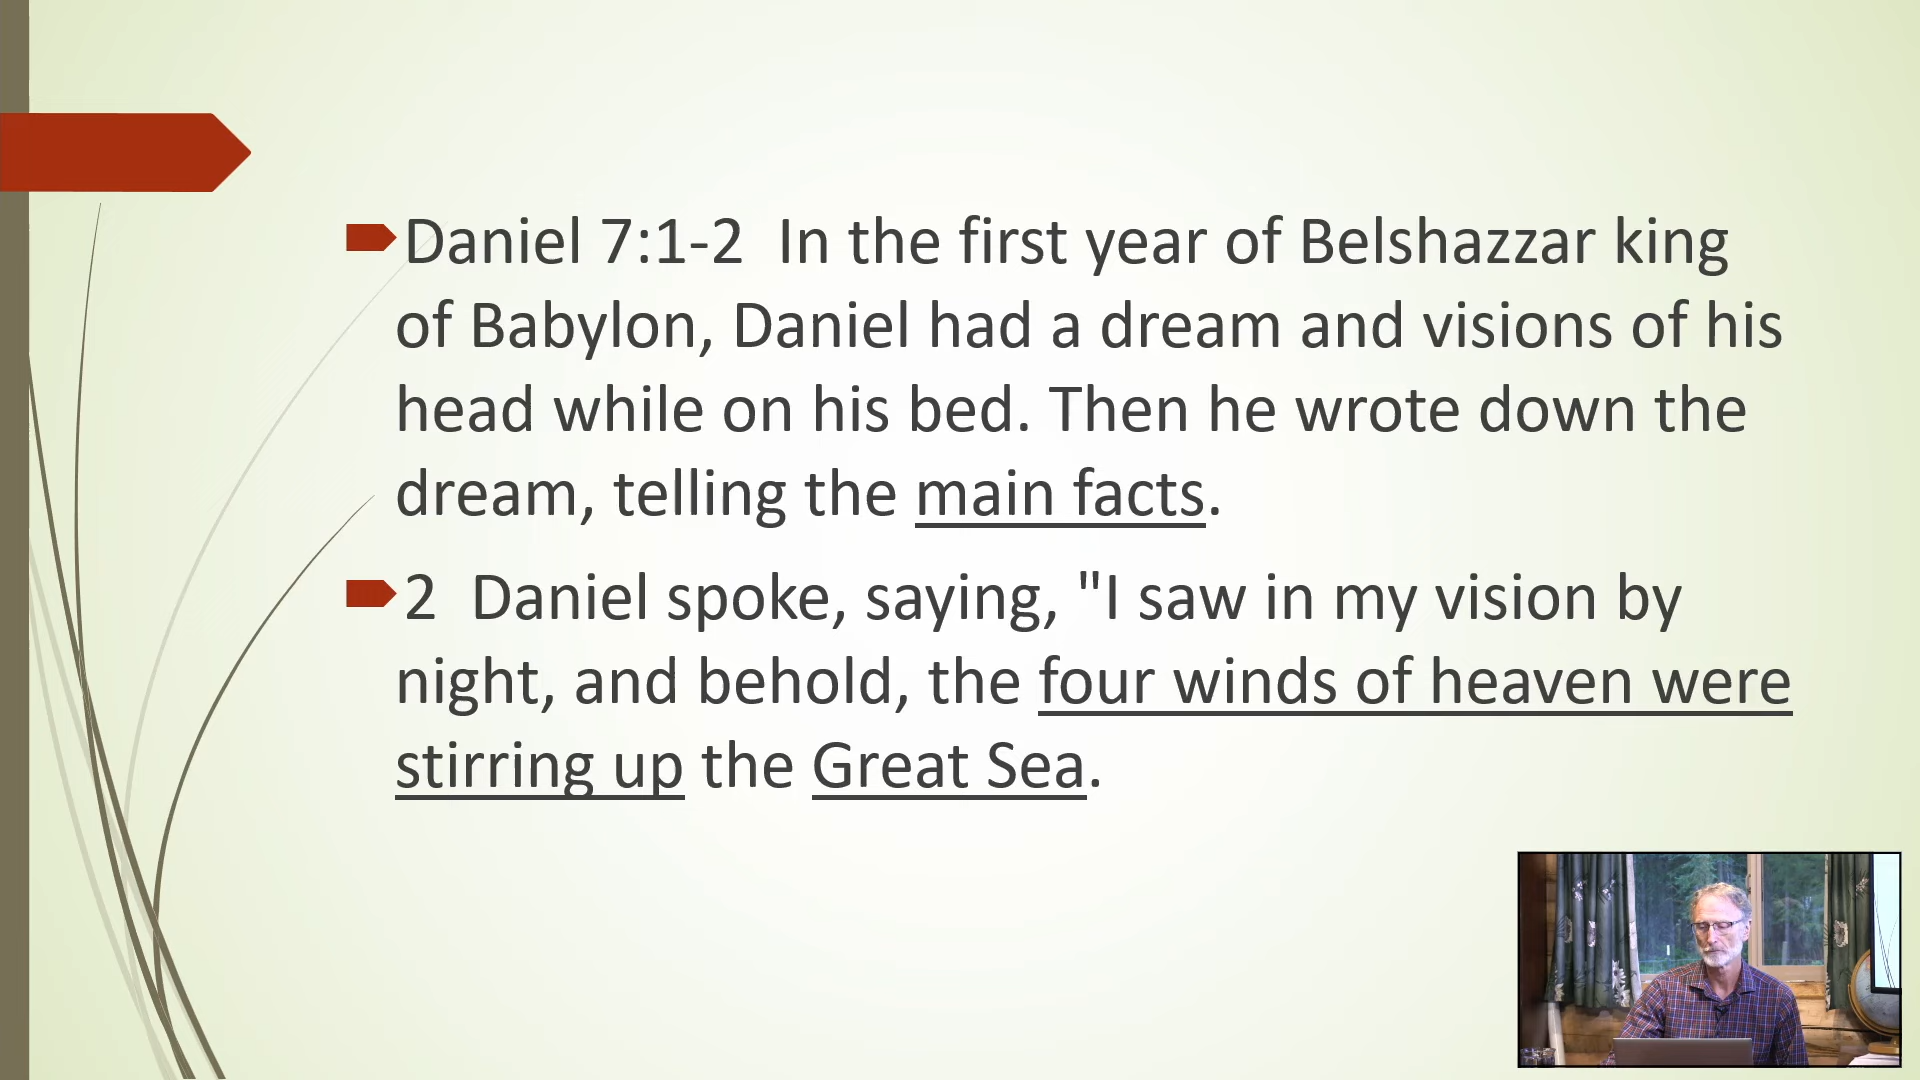 Daniel 7:1-2  In the first year of Belshazzar king
of Babylon, Daniel had a dream and visions of his
head while on his bed. Then he wrote down the
dream, telling the main facts.
2  Daniel spoke, saying, "I saw in my vision by
night, and behold, the four winds of heaven were
stirring up the Great Sea.